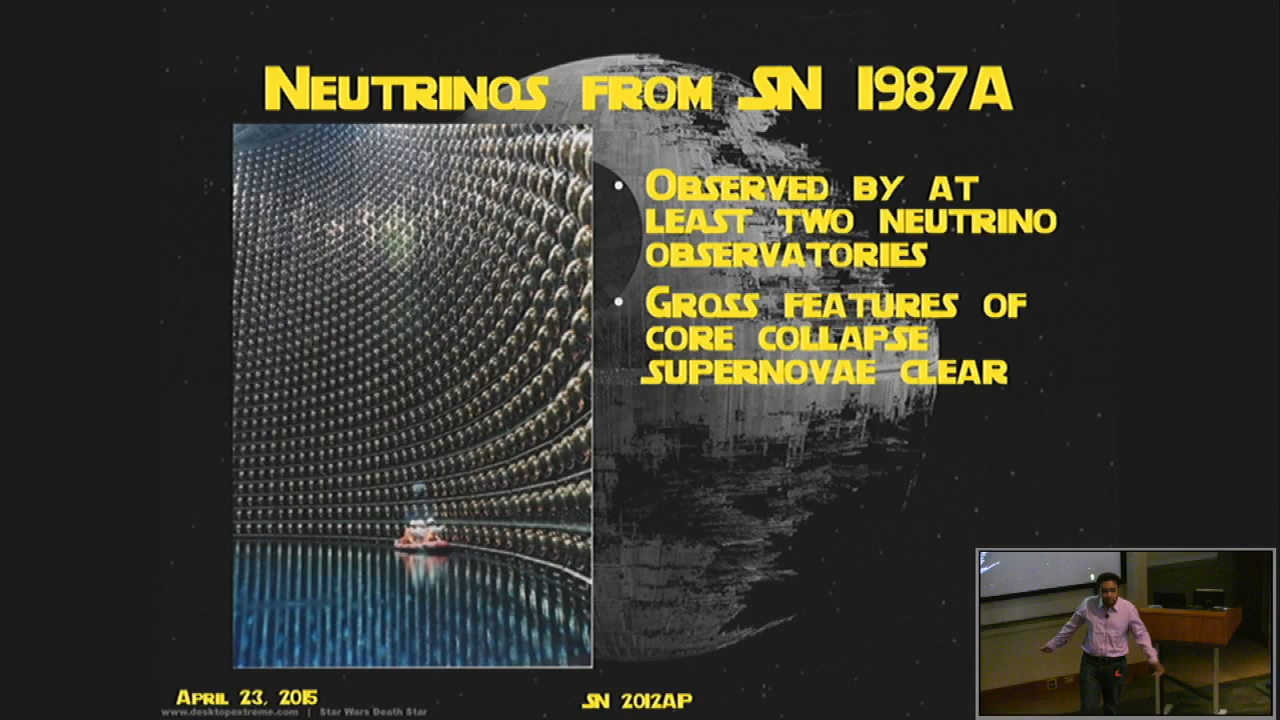 Neutrinos from SN 1987A
• Observed by at
least two neutrino
observatories
• Gross features of
core collapse
supernovae clear
April 23, 2015
SN 2012AP
www.desktopextreme.com | Star Wars Death Star